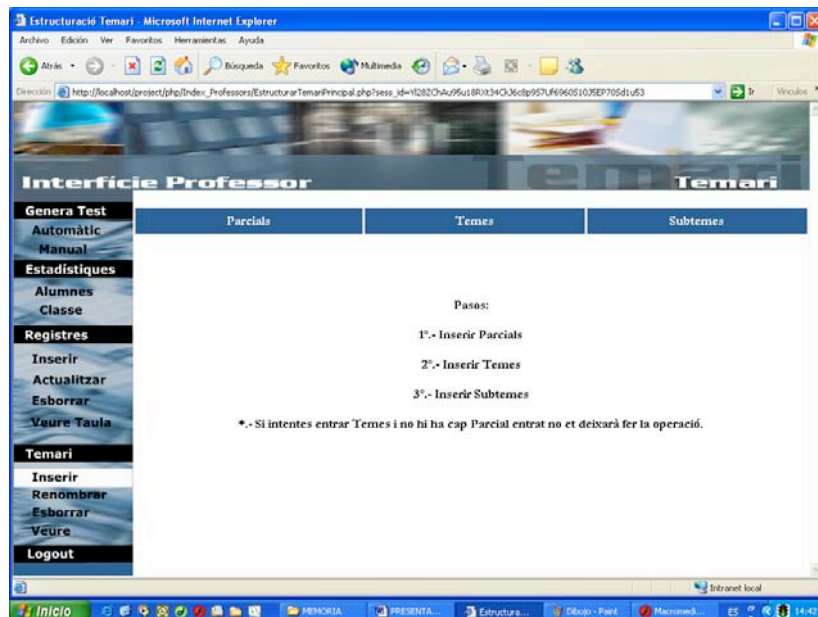 Estructuració Temari - Microsoft Internet Explorer
Archivo Edición Ver Favoritos Herramientas Ayuda
Atrás Búsqueda Favoritos Multimedia
Dirección Ir Vínculos
Interfície Professor Temari
Temari
Genera Test
Automàtic
Manual
Estadístiques
Alumnes
Classe
Registres
Inserir
Actualitzar
Esborrar
Veure Taula
Temari
Inserir
Renombrar
Esborrar
Veure
Logout
Parcials Temes Subtemes
Pasos:
1º.- Inserir Parcials
2º.- Inserir Temes
3º.- Inserir Subtemes
*.- Si intentes entrar Temes i no hi ha cap Parcial entrat no et deixarà fer la operació.
Intranet local
Inicio MEMORIA PRESENTA... Estructura... Dibujo - Paint Macromedi... ES 14:42